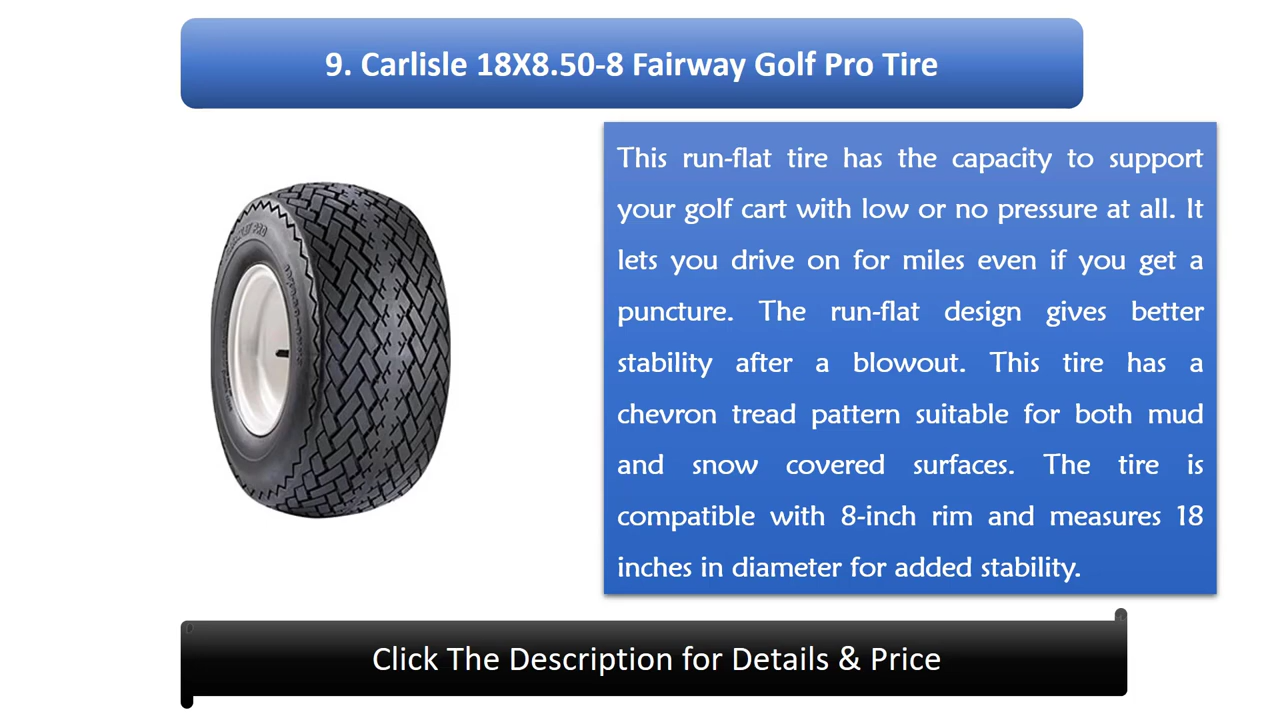 9. Carlisle 18X8.50-8 Fairway Golf Pro Tire
This run-flat tire has the capacity to support
your golf cart with low or no pressure at all. It
lets you drive on for miles even if you get a
puncture. The run-flat design gives better
stability after a blowout. This tire has a
chevron tread pattern suitable for both mud
and snow covered surfaces. The tire is
compatible with 8-inch rim and measures 18
inches in diameter for added stability.
Click The Description for Details & Price